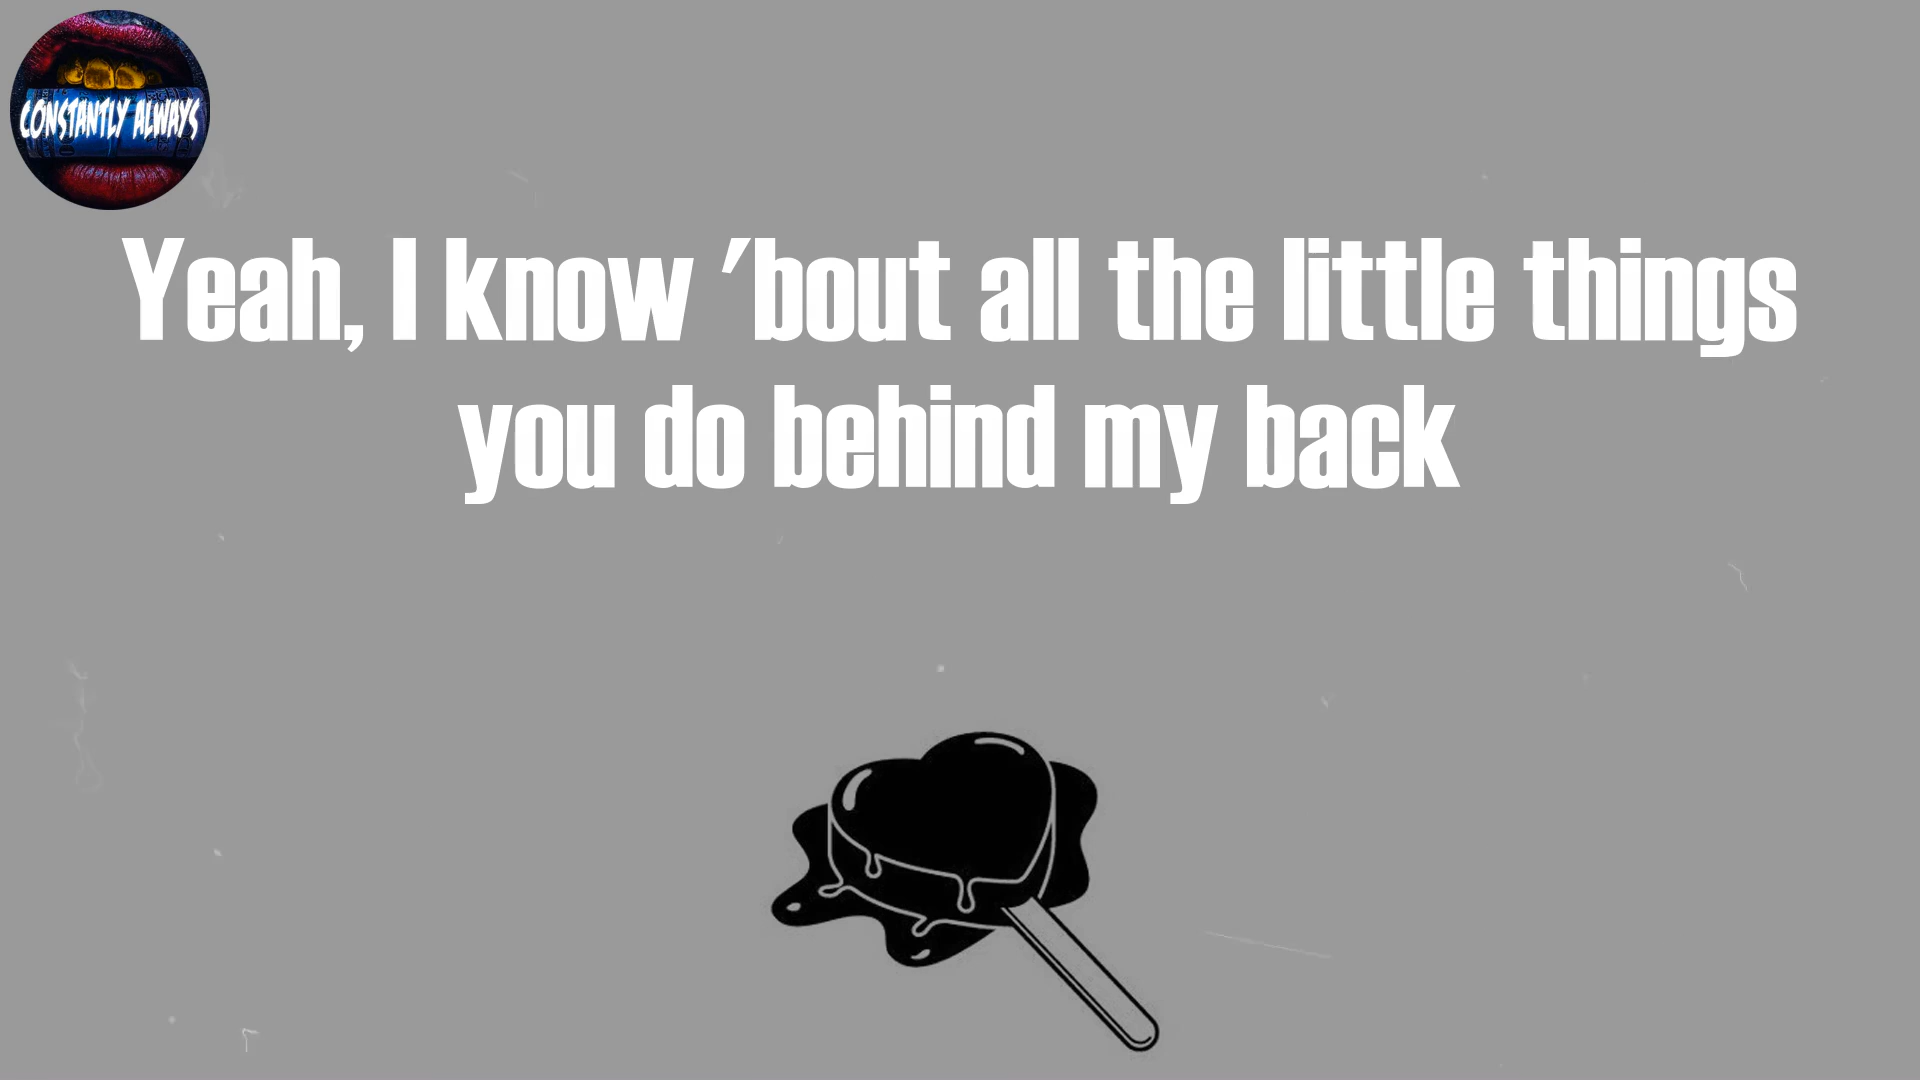 CONSTANTLY ALWAYS
Yeah, I know 'bout all the little things
you do behind my back